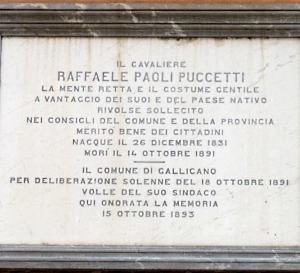 IL CAVALIERE
RAFFAELE PAOLI PUCCETTI
LA MENTE RETTA E IL COSTUME GENTILE
A VANTAGGIO DEI SUOI E DEL PAESE NATIVO
RIVOLSE SOLLECITO
NEI CONSIGLI DEL COMUNE E DELLA PROVINCIA
MERITÒ BENE DEI CITTADINI
NACQUE IL 26 DICEMBRE 1831
MORÌ IL 14 OTTOBRE 1891
IL COMUNE DI GALLICANO
PER DELIBERAZIONE SOLENNE DEL 18 OTTOBRE 1891
VOLLE DEL SUO SINDACO
QUI ONORATA LA MEMORIA
15 OTTOBRE 1893